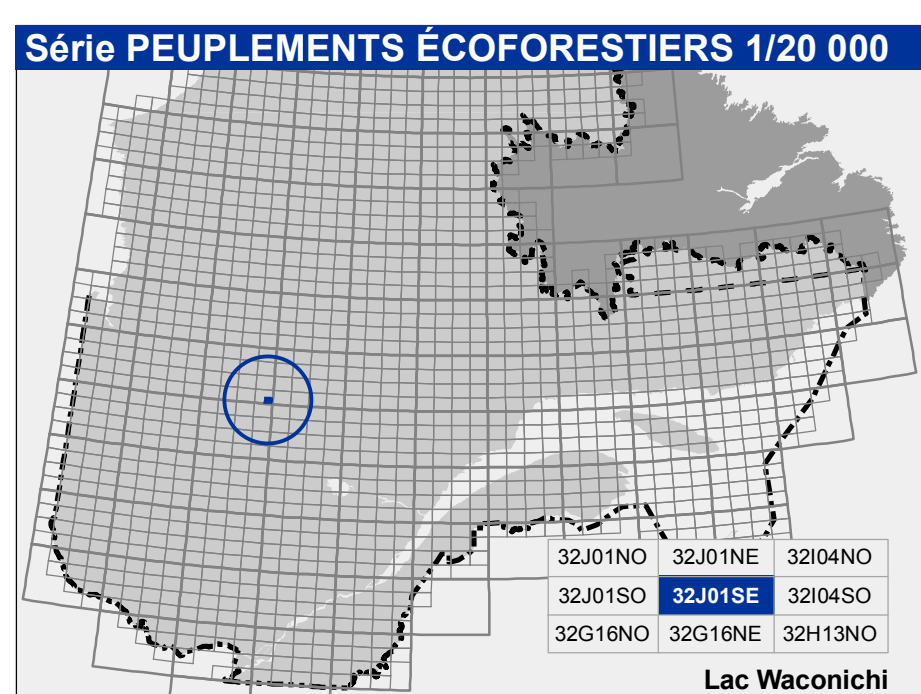 Série PEUPLEMENTS ÉCOFORESTIERS 1/20 000
32J01NO 32J01NE 32I04NO
32J01SO 32J01SE 32I04SO
32G16NO 32G16NE 32H13NO
Lac Waconichi